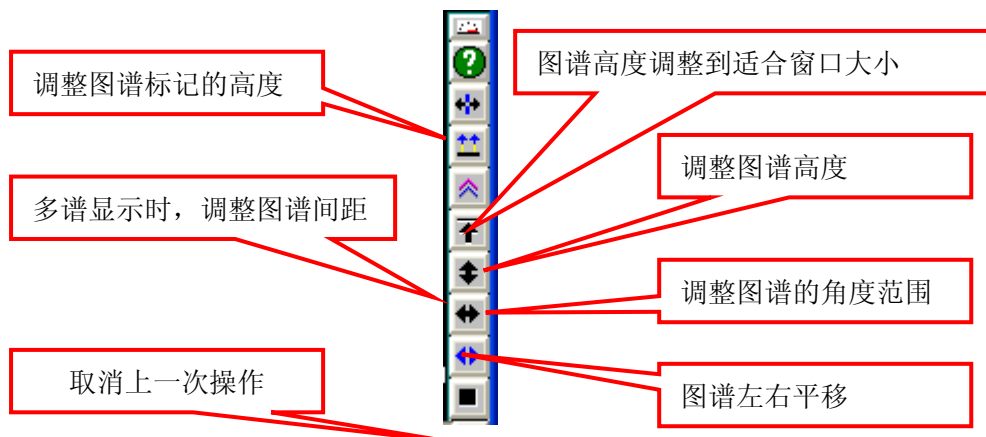 调整图谱标记的高度
图谱高度调整到适合窗口大小
调整图谱高度
多谱显示时，调整图谱间距
调整图谱的角度范围
取消上一次操作
图谱左右平移
?